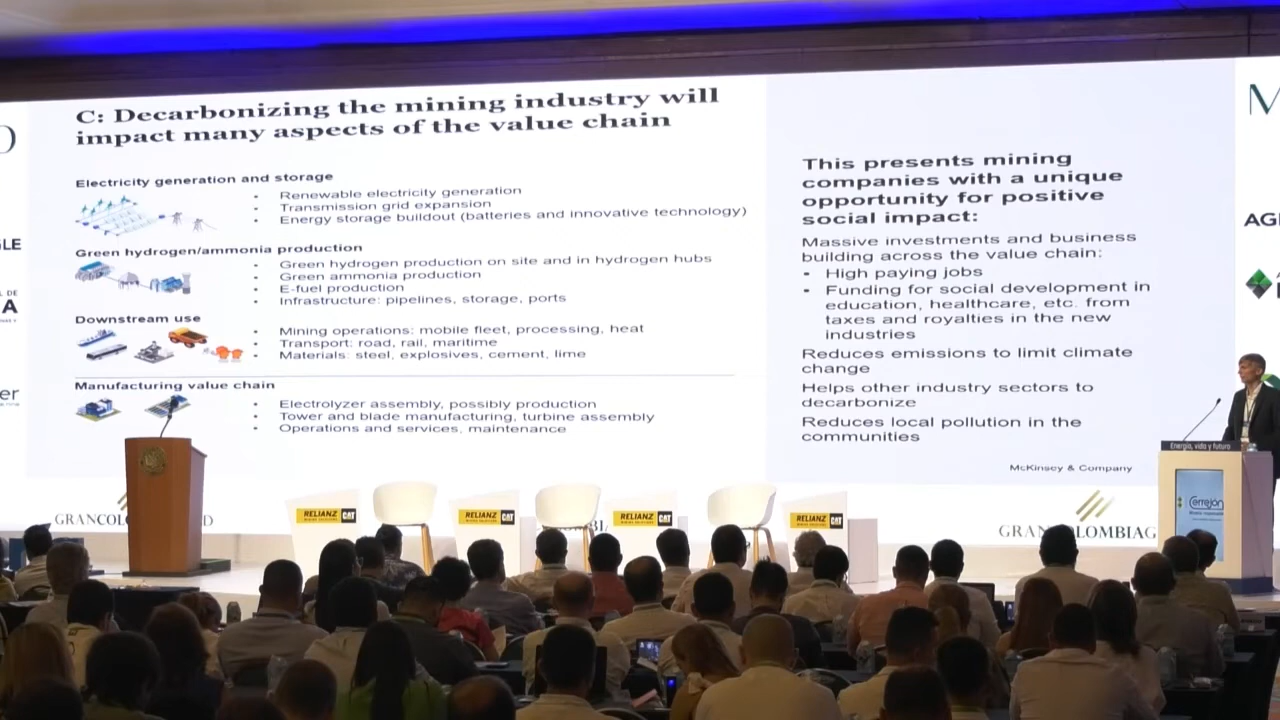 C: Decarbonizing the mining industry will
impact many aspects of the value chain
Electricity generation and storage
• Renewable electricity generation
• Transmission grid expansion
• Energy storage buildout (batteries and innovative technology)
Green hydrogen/ammonia production
• Green hydrogen production on site and in hydrogen hubs
• Green ammonia production
• E-fuel production
• Infrastructure: pipelines, storage, ports
Downstream use
• Mining operations: mobile fleet, processing, heat
• Transport: road, rail, maritime
• Materials: steel, explosives, cement, lime
Manufacturing value chain
• Electrolyzer assembly, possibly production
• Tower and blade manufacturing, turbine assembly
• Operations and services, maintenance
This presents mining
companies with a unique
opportunity for positive
social impact:
Massive investments and business
building across the value chain:
• High paying jobs
• Funding for social development in
education, healthcare, etc. from
taxes and royalties in the new
industries
Reduces emissions to limit climate
change
Helps other industry sectors to
decarbonize
Reduces local pollution in the
communities
McKinsey & Company
Energía, vida y futuro
Cerrejón
RELIANZ CAT
RELIANZ CAT
RELIANZ CAT
RELIANZ CAT
GRANCOLOMBIAG